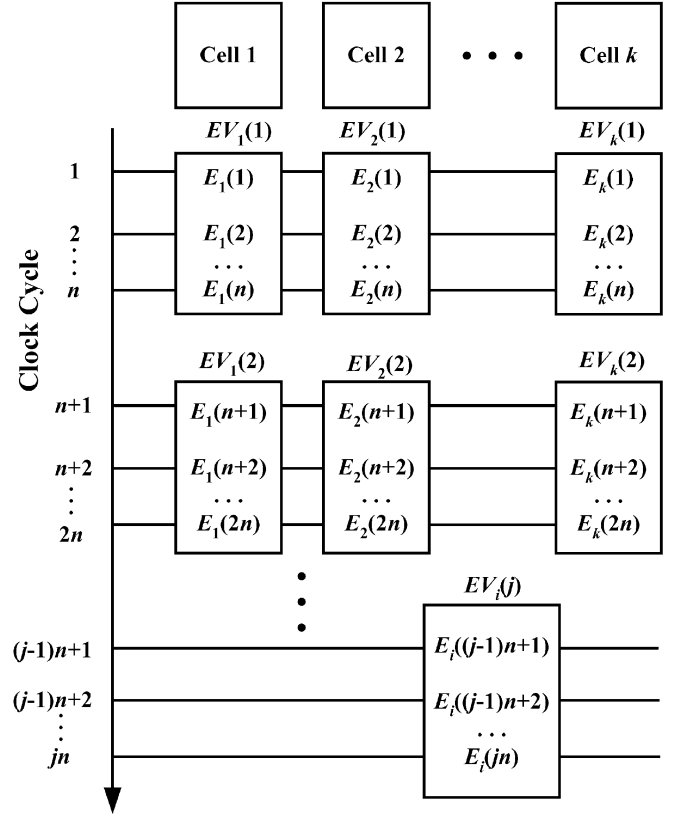 Cell 1 Cell 2 • • • Cell k
EV₁(1) EV₂(1) EVₖ(1)
1 E₁(1) E₂(1) Eₖ(1)
2 E₁(2) E₂(2) Eₖ(2)
... ... ...
n E₁(n) E₂(n) Eₖ(n)
Clock Cycle
EV₁(2) EV₂(2) EVₖ(2)
n+1 E₁(n+1) E₂(n+1) Eₖ(n+1)
n+2 E₁(n+2) E₂(n+2) Eₖ(n+2)
... ... ...
2n E₁(2n) E₂(2n) Eₖ(2n)
EVᵢ(j)
(j-1)n+1 Eᵢ((j-1)n+1)
(j-1)n+2 Eᵢ((j-1)n+2)
...
jn Eᵢ(jn)